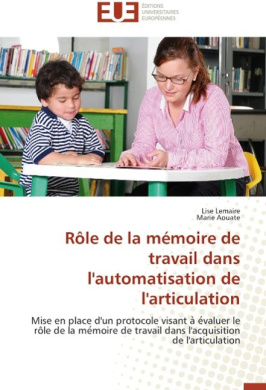 EUE
ÉDITIONS
UNIVERSITAIRES
EUROPÉENNES
Lise Lemaire
Marie Aouate
Rôle de la mémoire de
travail dans
l'automatisation de
l'articulation
Mise en place d'un protocole visant à évaluer le
rôle de la mémoire de travail dans l'acquisition
de l'articulation